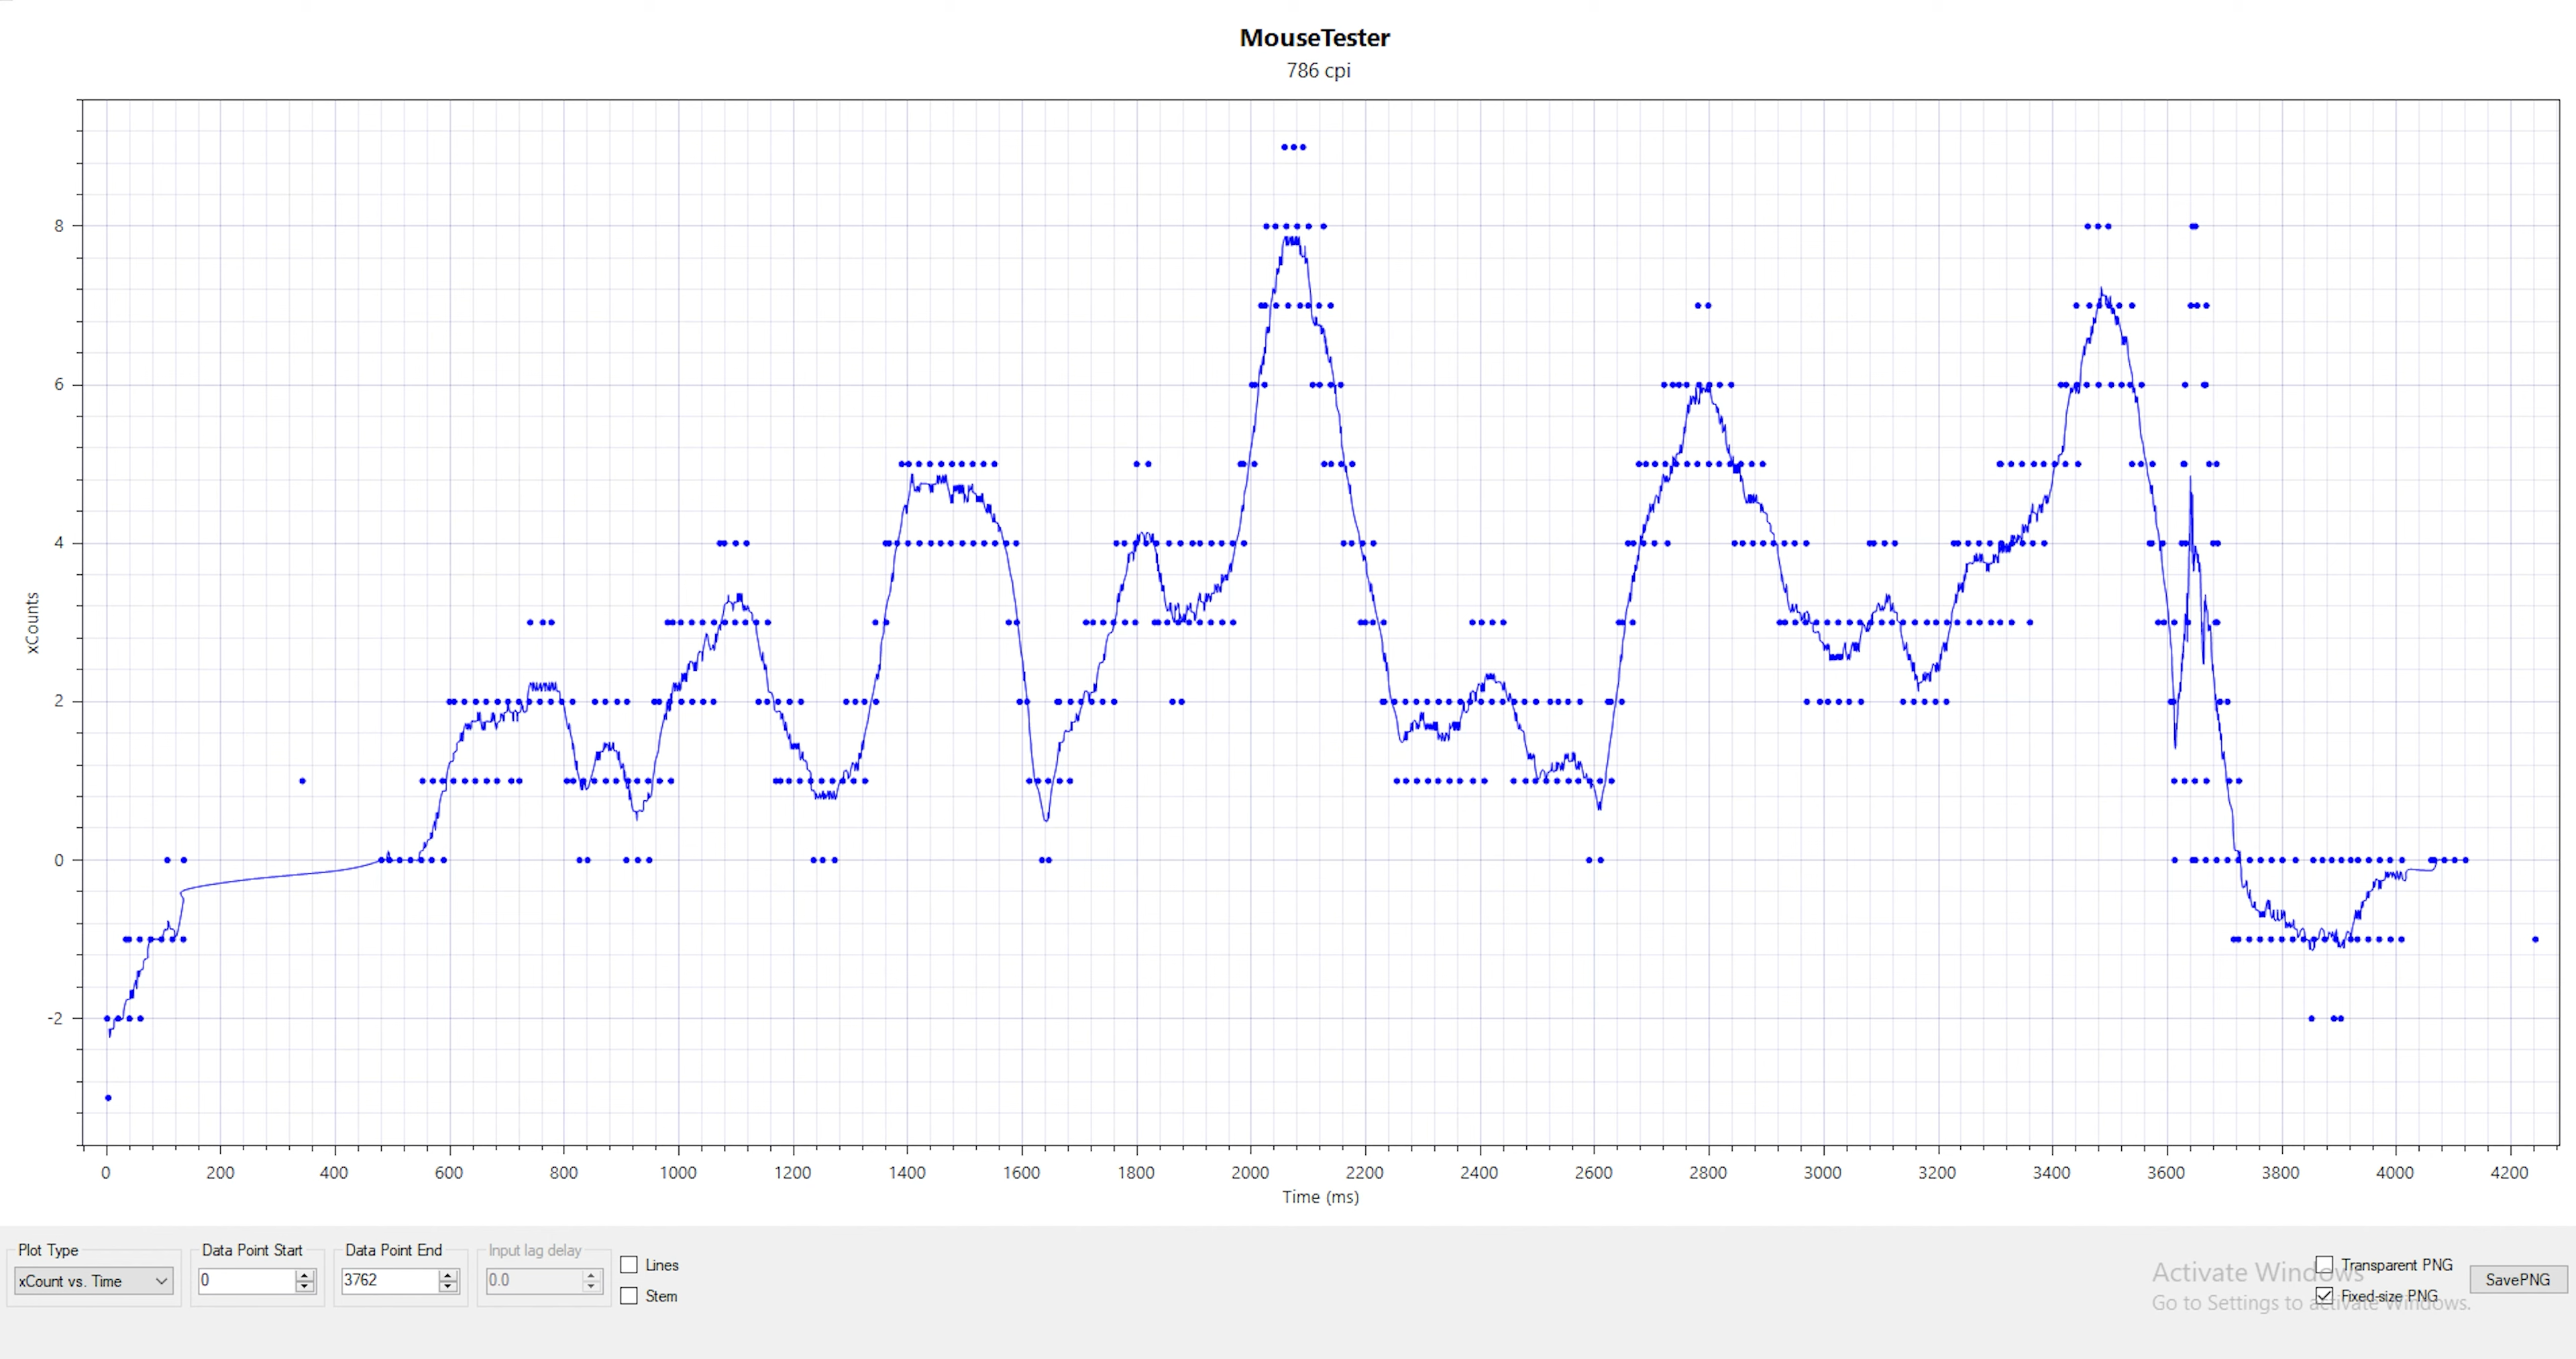 MouseTester
786 cpi
8
6
4
2
0
-2
xCounts
0 200 400 600 800 1000 1200 1400 1600 1800 2000 2200 2400 2600 2800 3000 3200 3400 3600 3800 4000 4200
Time (ms)
Plot Type Data Point Start Data Point End Input lag delay
xCount vs. Time 0 3762 0.0
Lines
Stem
Activate Windows
Go to Settings to activate Windows.
Transparent PNG
Fixed-size PNG
SavePNG